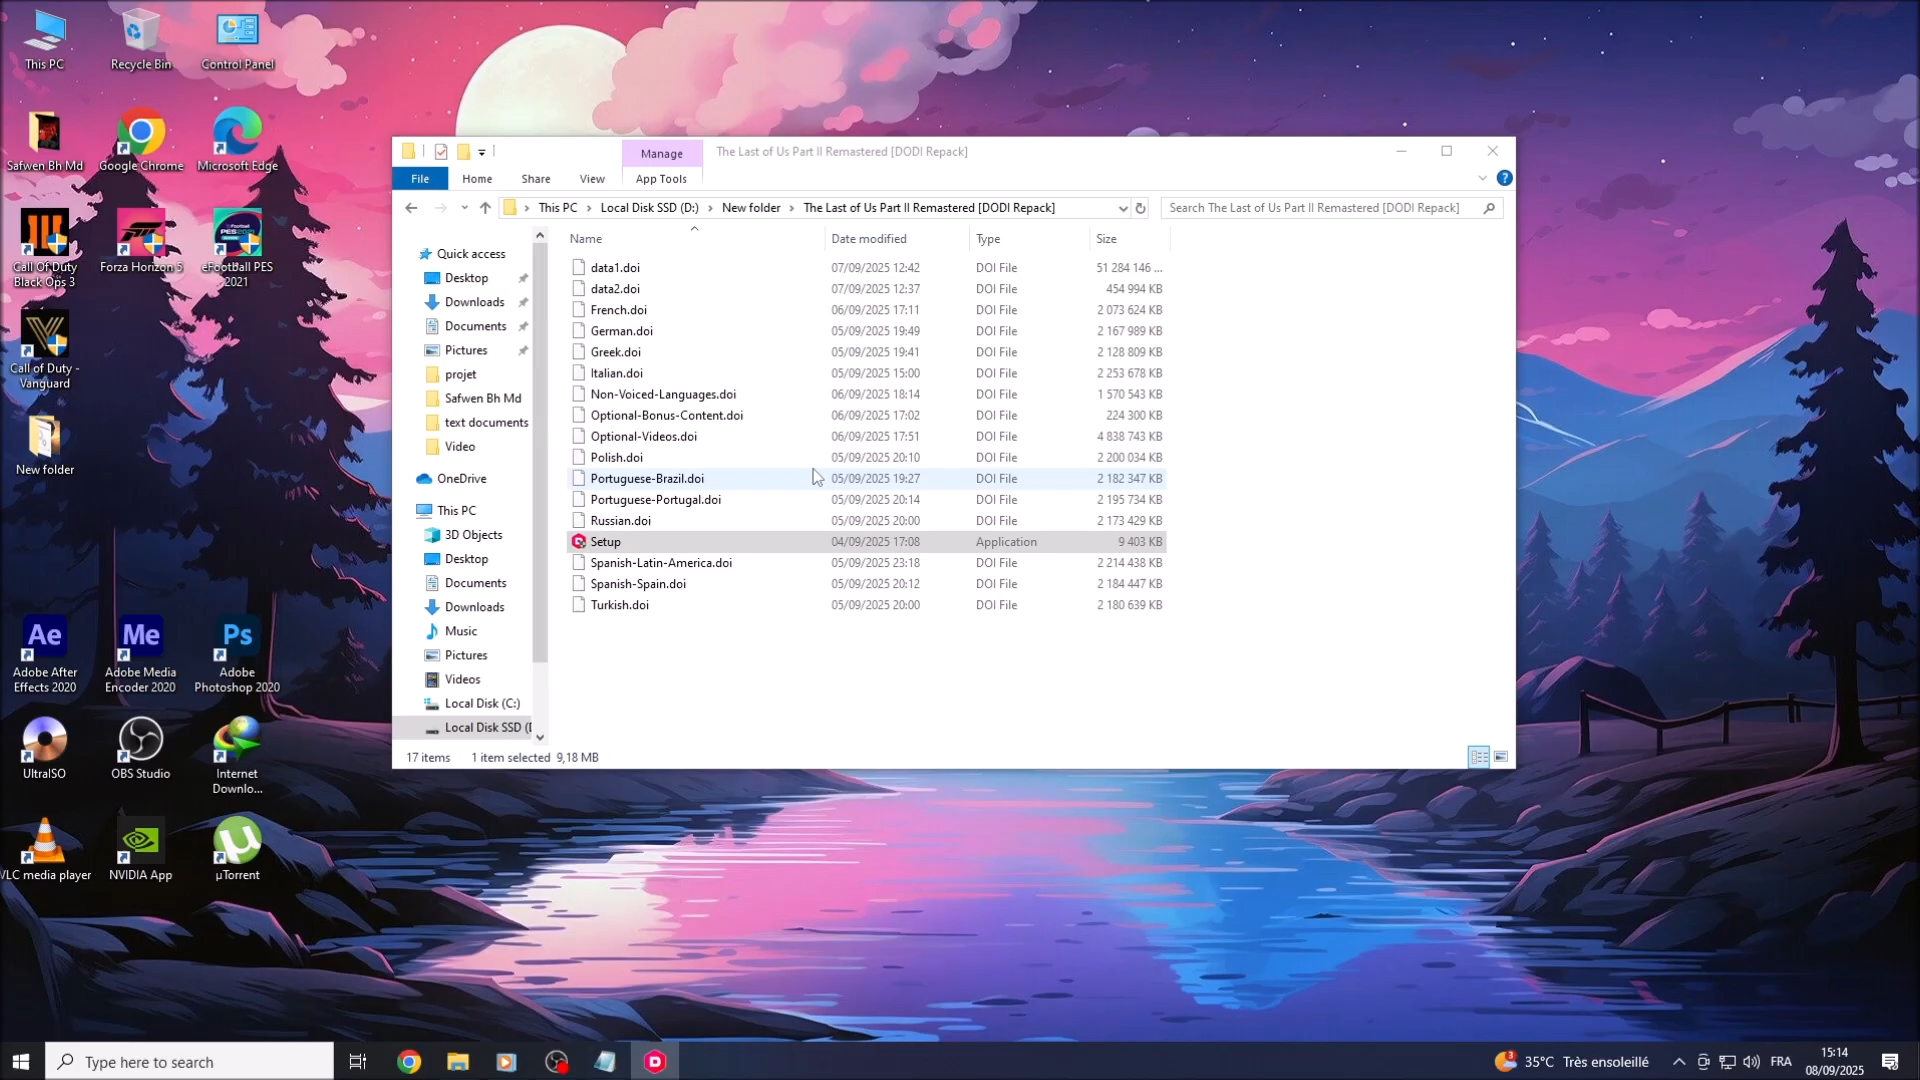 This PC
Recycle Bin
Control Panel
Safwen Bh Md
Google Chrome
Microsoft Edge
Call Of Duty Black Ops 3
Forza Horizon 5
eFootball PES 2021
Call of Duty - Vanguard
New folder
Ae
Me
Ps
Adobe After Effects 2020
Adobe Media Encoder 2020
Adobe Photoshop 2020
UltraISO
OBS Studio
Internet Downlo...
VLC media player
NVIDIA App
µTorrent
Manage
The Last of Us Part II Remastered [DODI Repack]
File
Home
Share
View
App Tools
This PC
Local Disk SSD (D:)
New folder
The Last of Us Part II Remastered [DODI Repack]
Search The Last of Us Part II Remastered [DODI Repack]
Quick access
Desktop
Downloads
Documents
Pictures
projet
Safwen Bh Md
text documents
Video
OneDrive
This PC
3D Objects
Desktop
Documents
Downloads
Music
Pictures
Videos
Local Disk (C:)
Local Disk SSD (D
Name Date modified Type Size
data1.doi 07/09/2025 12:42 DOI File 51 284 146 ...
data2.doi 07/09/2025 12:37 DOI File 454 994 KB
French.doi 06/09/2025 17:11 DOI File 2 073 624 KB
German.doi 05/09/2025 19:49 DOI File 2 167 989 KB
Greek.doi 05/09/2025 19:41 DOI File 2 128 809 KB
Italian.doi 05/09/2025 15:00 DOI File 2 253 678 KB
Non-Voiced-Languages.doi 06/09/2025 18:14 DOI File 1 570 543 KB
Optional-Bonus-Content.doi 06/09/2025 17:02 DOI File 224 300 KB
Optional-Videos.doi 06/09/2025 17:51 DOI File 4 838 743 KB
Polish.doi 05/09/2025 20:10 DOI File 2 200 034 KB
Portuguese-Brazil.doi 05/09/2025 19:27 DOI File 2 182 347 KB
Portuguese-Portugal.doi 05/09/2025 20:14 DOI File 2 195 734 KB
Russian.doi 05/09/2025 20:00 DOI File 2 173 429 KB
Setup 04/09/2025 17:08 Application 9 403 KB
Spanish-Latin-America.doi 05/09/2025 23:18 DOI File 2 214 438 KB
Spanish-Spain.doi 05/09/2025 20:12 DOI File 2 184 447 KB
Turkish.doi 05/09/2025 20:00 DOI File 2 180 639 KB
17 items 1 item selected 9,18 MB
Type here to search
3
35°C Très ensoleillé
FRA
15:14
08/09/2025